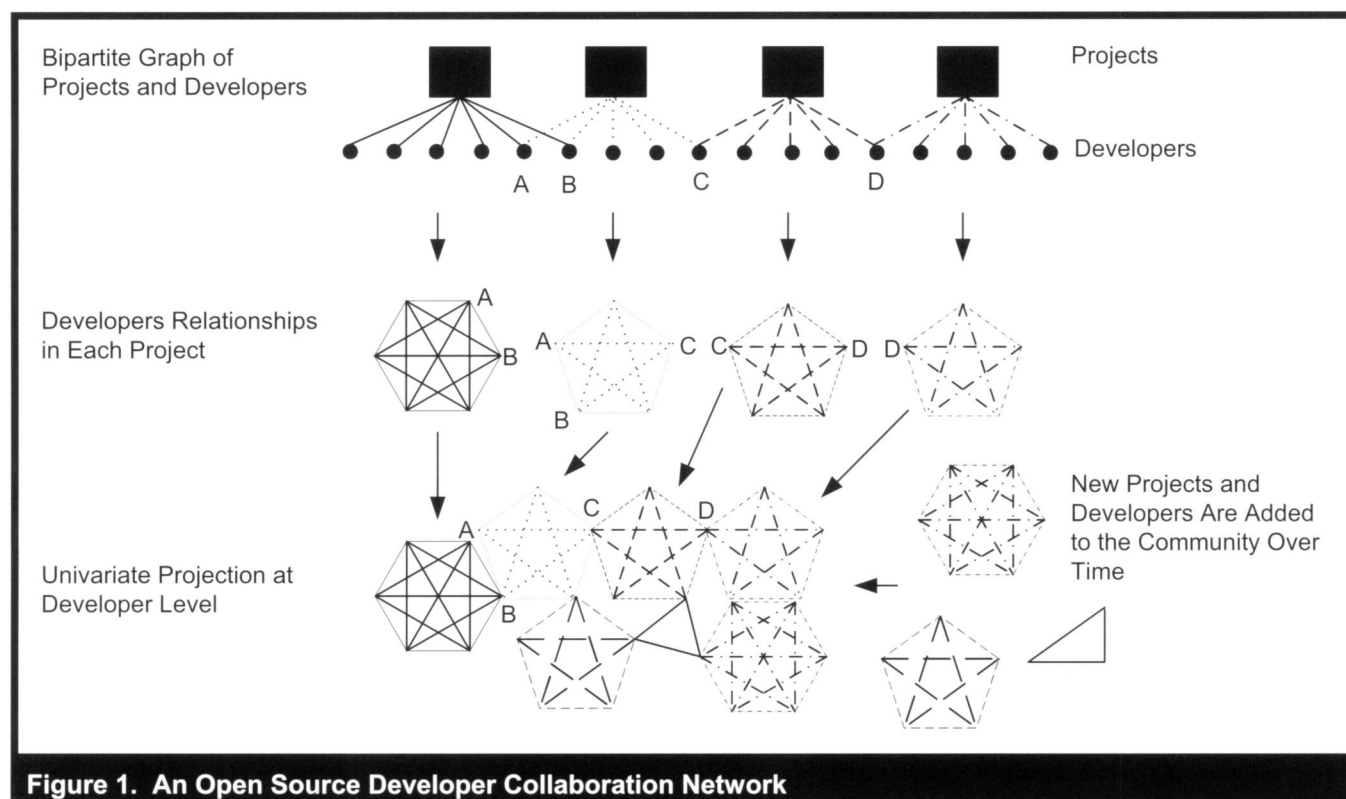 Bipartite Graph of
Projects and Developers
Projects
Developers
A B C D
Developers Relationships
in Each Project
A
B
A
C
B
C
D
D
Univariate Projection at
Developer Level
A
B
C
D
New Projects and
Developers Are Added
to the Community Over
Time
Figure 1. An Open Source Developer Collaboration Network